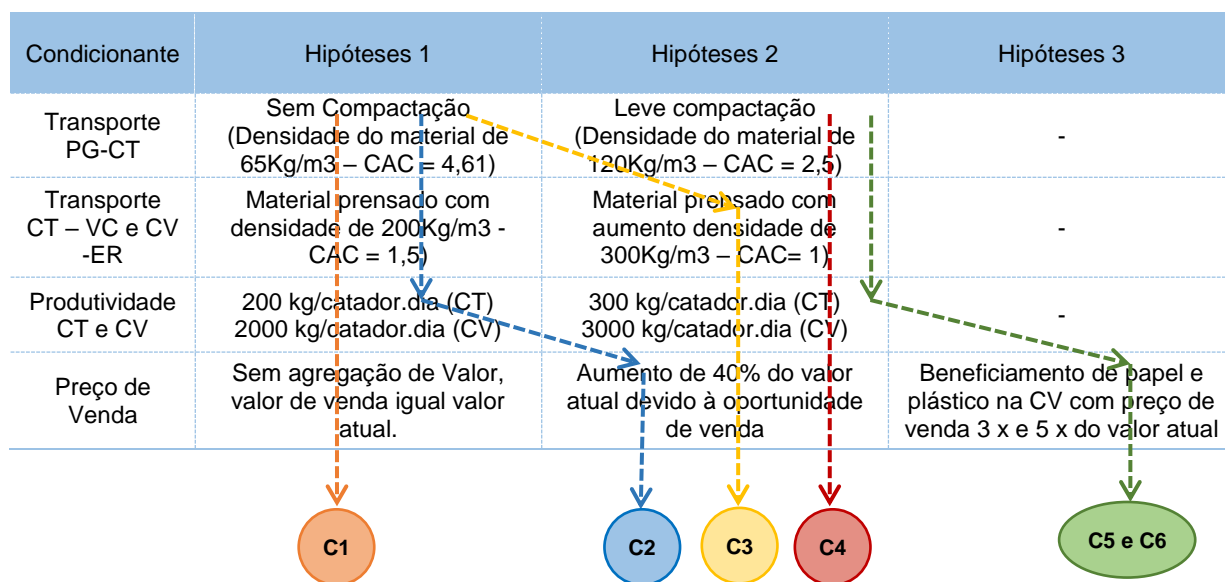 Condicionante
Hipóteses 1
Hipóteses 2
Hipóteses 3
Transporte
PG-CT
Sem Compactação
(Densidade do material de
65Kg/m3 – CAC = 4,61)
Leve compactação
(Densidade do material de
120Kg/m3 – CAC = 2,5)
-
Transporte
CT – VC e CV
-ER
Material prensado com
densidade de 200Kg/m3 -
CAC = 1,5)
Material prensado com
aumento densidade de
300Kg/m3 – CAC= 1)
-
Produtividade
CT e CV
200 kg/catador.dia (CT)
2000 kg/catador.dia (CV)
300 kg/catador.dia (CT)
3000 kg/catador.dia (CV)
-
Preço de
Venda
Sem agregação de Valor,
valor de venda igual valor
atual.
Aumento de 40% do valor
atual devido à oportunidade
de venda
Beneficiamento de papel e
plástico na CV com preço de
venda 3 x e 5 x do valor atual
C1
C2
C3
C4
C5 e C6